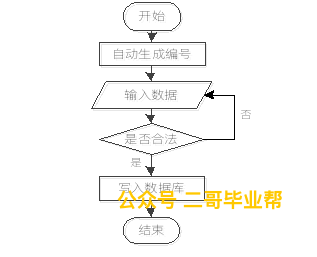 开始
自动生成编号
输入数据
是否合法
否
是
写入数据库
公众号 二哥毕业帮
结束